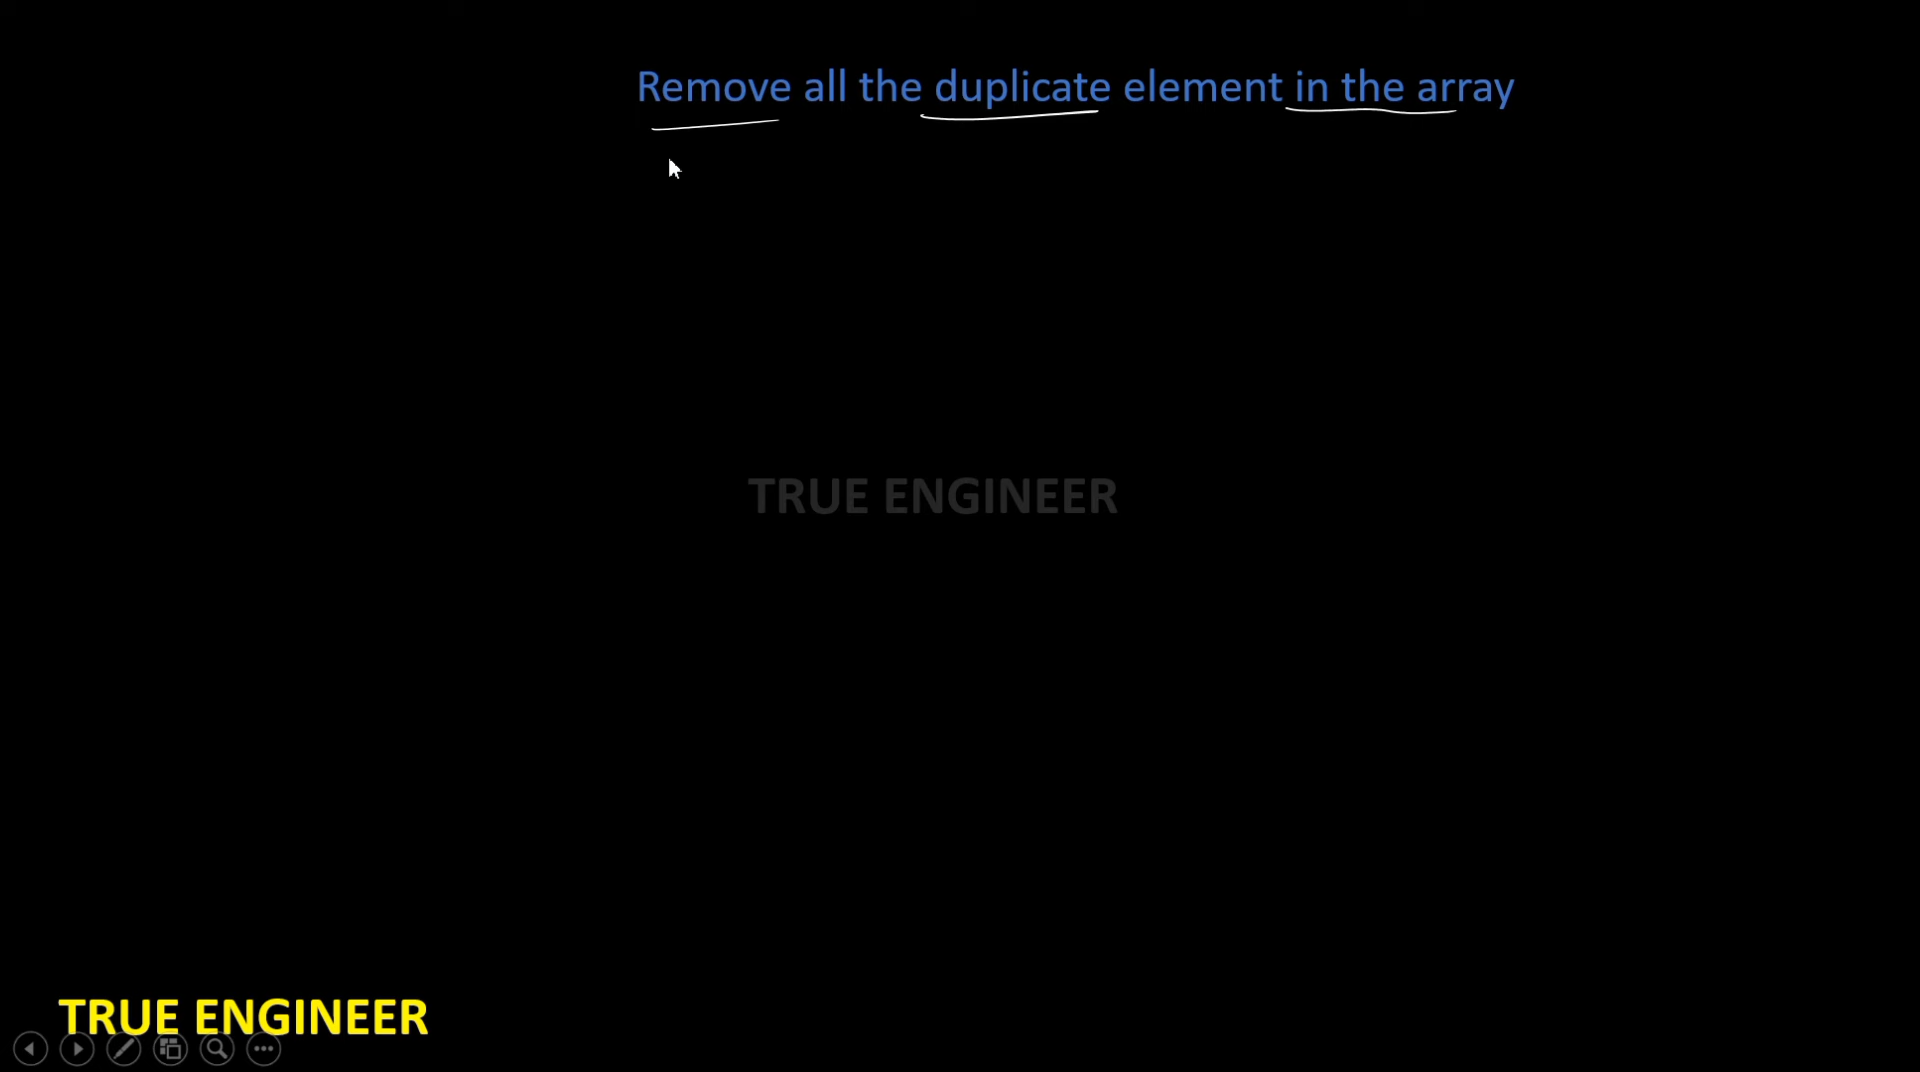 Remove all the duplicate element in the array
TRUE ENGINEER
TRUE ENGINEER